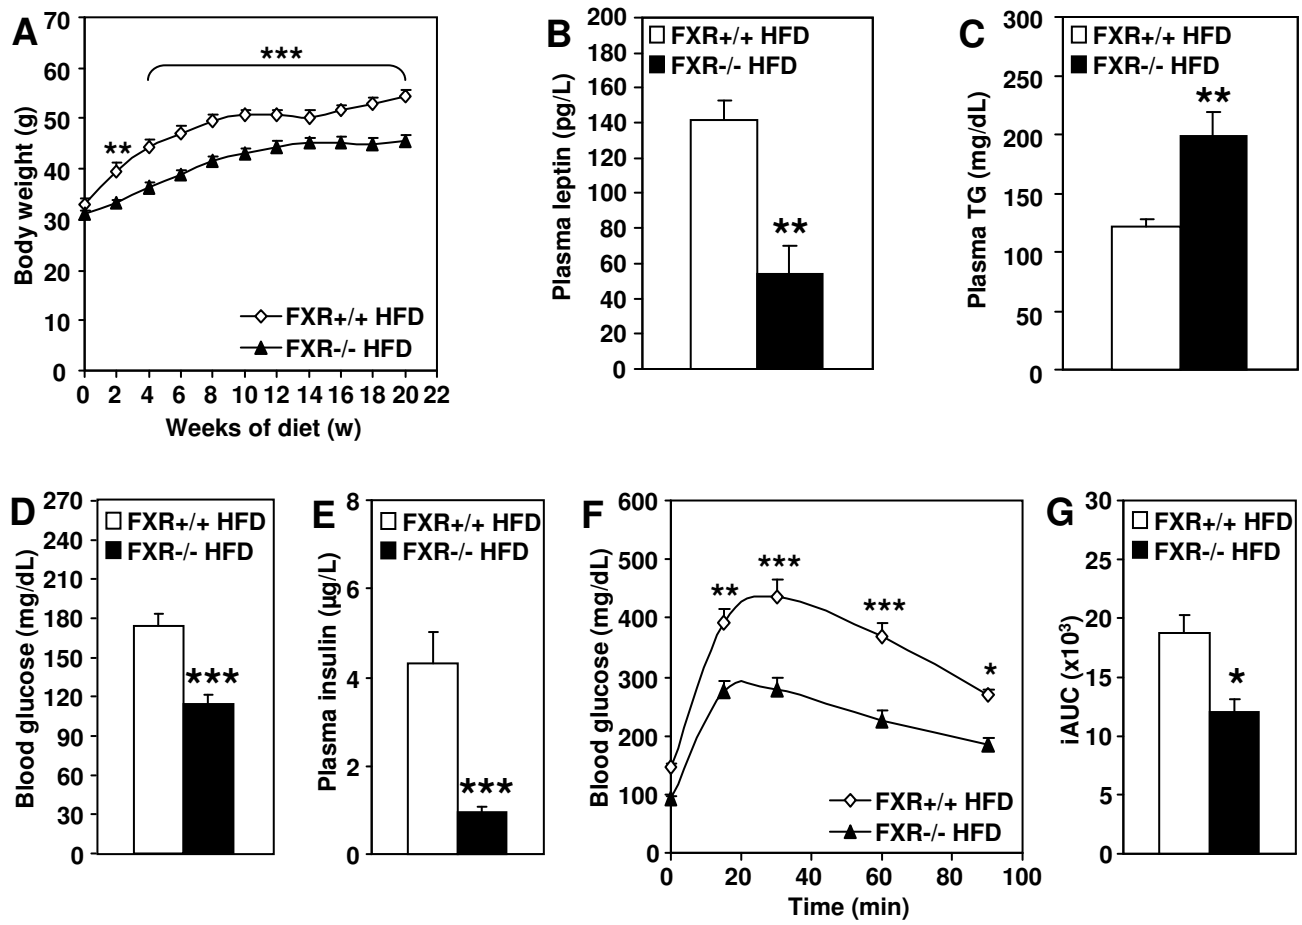 A
Body weight (g)
70
60
50
40
30
20
10
0
***
**
FXR+/+ HFD
FXR-/- HFD
0 2 4 6 8 10 12 14 16 18 20 22
Weeks of diet (w)
B
Plasma leptin (pg/L)
200
180
160
140
120
100
80
60
40
20
0
FXR+/+ HFD
FXR-/- HFD
**
C
Plasma TG (mg/dL)
300
250
200
150
100
50
0
FXR+/+ HFD
FXR-/- HFD
**
D
Blood glucose (mg/dL)
270
240
210
180
150
120
90
60
30
0
FXR+/+ HFD
FXR-/- HFD
***
E
Plasma insulin (µg/L)
8
6
4
2
0
FXR+/+ HFD
FXR-/- HFD
***
F
Blood glucose (mg/dL)
600
500
400
300
200
100
0
**
***
***
*
FXR+/+ HFD
FXR-/- HFD
0 20 40 60 80 100
Time (min)
G
iAUC (x10³)
30
25
20
15
10
5
0
FXR+/+ HFD
FXR-/- HFD
*